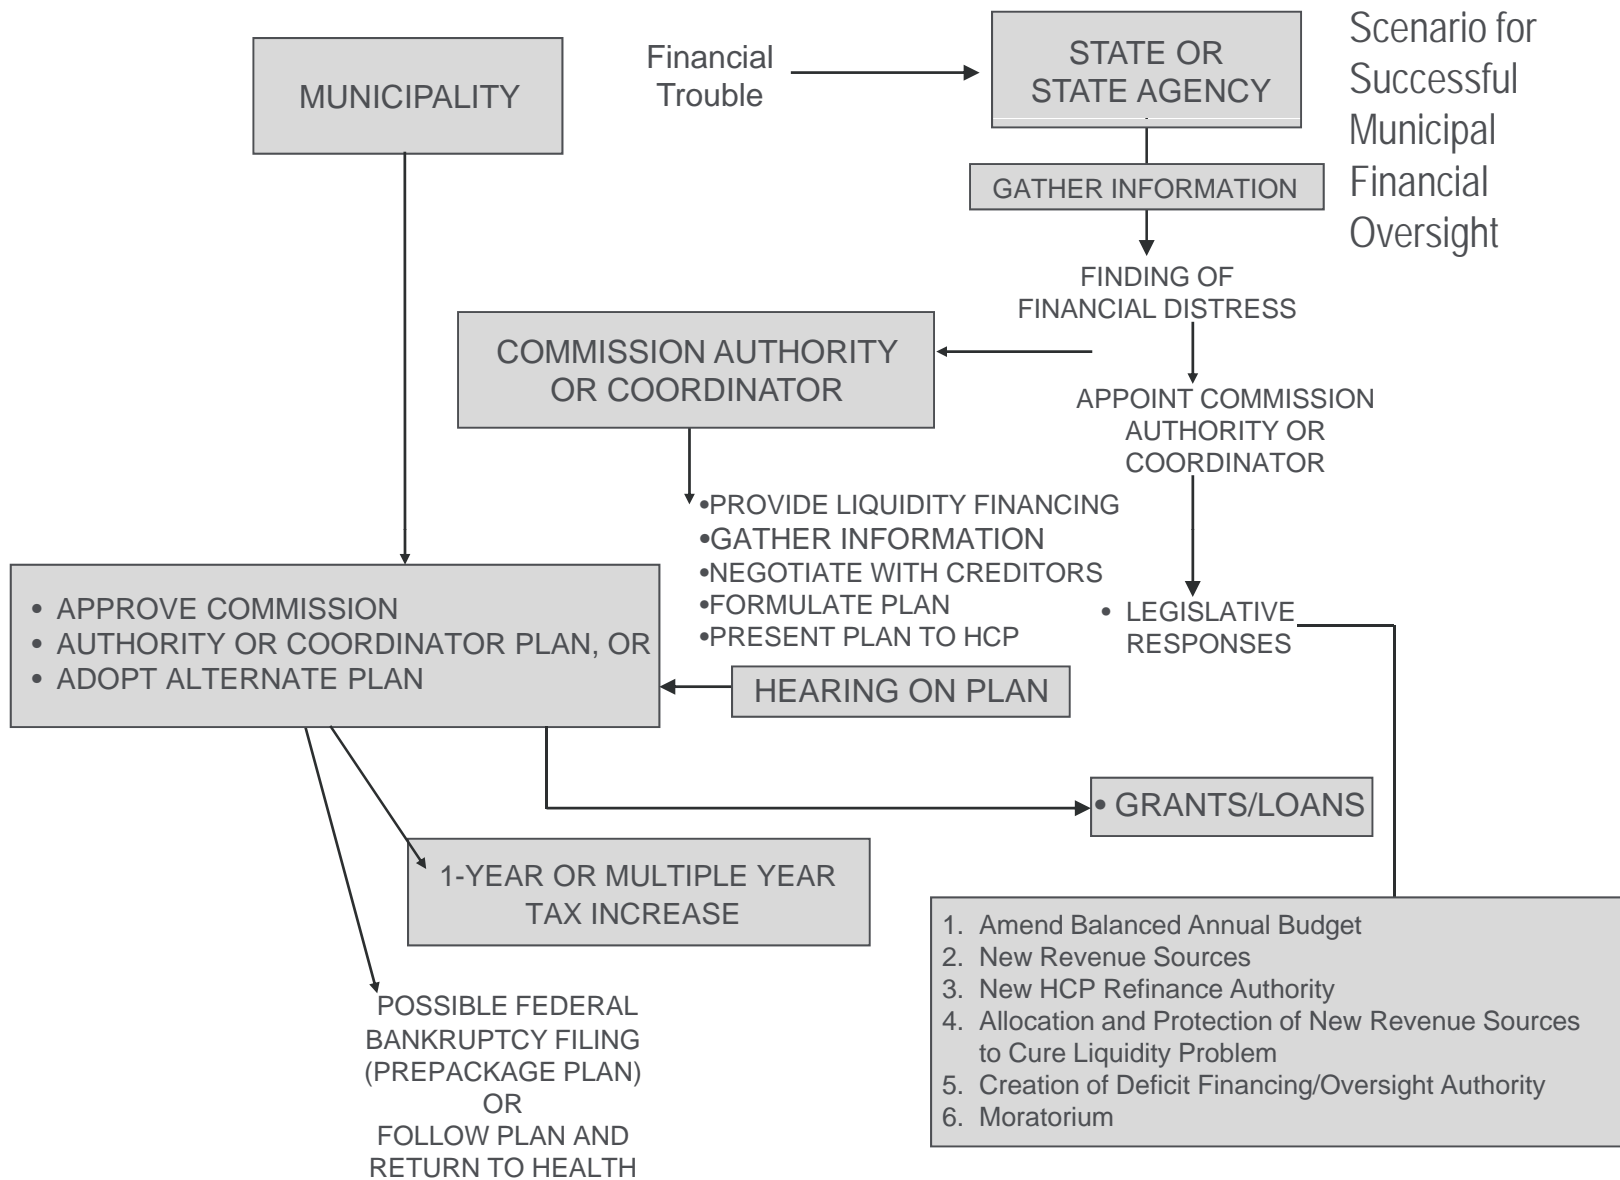 Scenario for
Successful
Municipal
Financial
Oversight
MUNICIPALITY
Financial
Trouble
STATE OR
STATE AGENCY
GATHER INFORMATION
FINDING OF
FINANCIAL DISTRESS
COMMISSION AUTHORITY
OR COORDINATOR
APPOINT COMMISSION
AUTHORITY OR
COORDINATOR
•PROVIDE LIQUIDITY FINANCING
•GATHER INFORMATION
•NEGOTIATE WITH CREDITORS
•FORMULATE PLAN
•PRESENT PLAN TO HCP
• LEGISLATIVE
RESPONSES
• APPROVE COMMISSION
• AUTHORITY OR COORDINATOR PLAN, OR
• ADOPT ALTERNATE PLAN
HEARING ON PLAN
• GRANTS/LOANS
1-YEAR OR MULTIPLE YEAR
TAX INCREASE
POSSIBLE FEDERAL
BANKRUPTCY FILING
(PREPACKAGE PLAN)
OR
FOLLOW PLAN AND
RETURN TO HEALTH
1. Amend Balanced Annual Budget
2. New Revenue Sources
3. New HCP Refinance Authority
4. Allocation and Protection of New Revenue Sources
to Cure Liquidity Problem
5. Creation of Deficit Financing/Oversight Authority
6. Moratorium